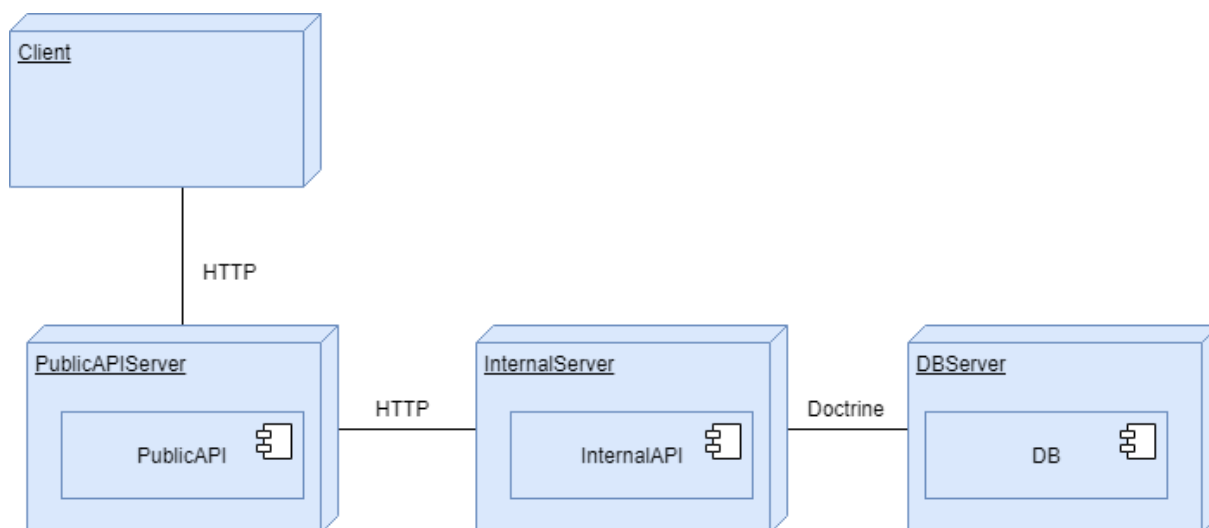 Client
HTTP
PublicAPIServer
InternalServer
DBServer
HTTP
Doctrine
PublicAPI
InternalAPI
DB